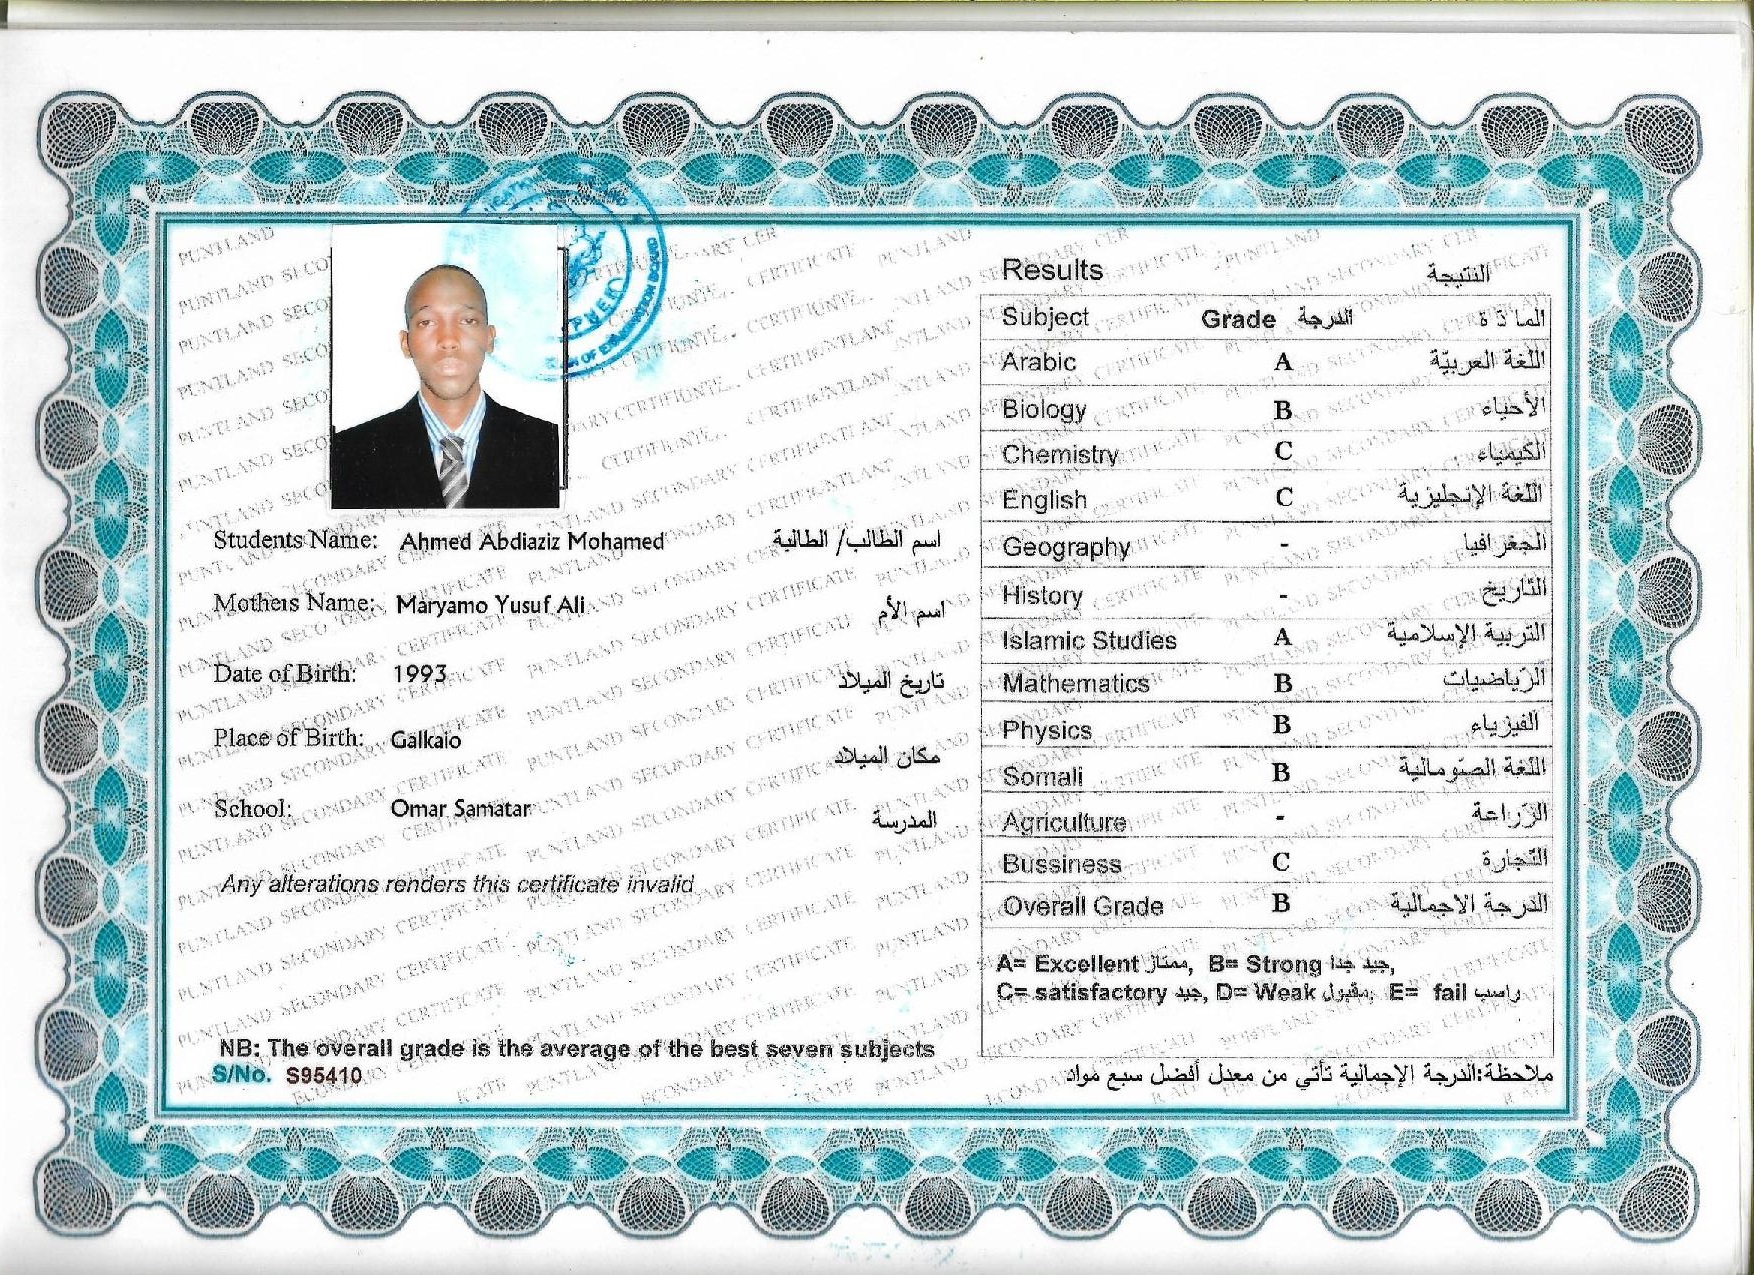 Students Name: Ahmed Abdiaziz Mohamed اسم الطالب/ الطالبة
Mothers Name: Maryamo Yusuf Ali اسم الأم
Date of Birth: 1993 تاريخ الميلاد
Place of Birth: Galkaio مكان الميلاد
School: Omar Samatar المدرسة
Any alterations renders this certificate invalid
NB: The overall grade is the average of the best seven subjects
S/No. S95410
Results النتيجة
Subject Grade الدرجة المادّة
Arabic A اللغة العربيّة
Biology B الأحياء
Chemistry C الكيمياء
English C اللغة الإنجليزية
Geography - الجغرافيا
History - التاريخ
Islamic Studies A التربية الإسلامية
Mathematics B الرّياضيات
Physics B الفيزياء
Somali B اللغة الصّومالية
Agriculture - الزّراعة
Bussiness C التّجارة
Overall Grade B الدرجة الاجمالية
A= Excellent ممتاز, B= Strong جيد جدا,
C= satisfactory جيد, D= Weak مقبول, E= fail راسب
ملاحظة:الدرجة الإجمالية تأتي من معدل أفضل سبع مواد
PUNTLAND SECONDARY CERTIFICATE